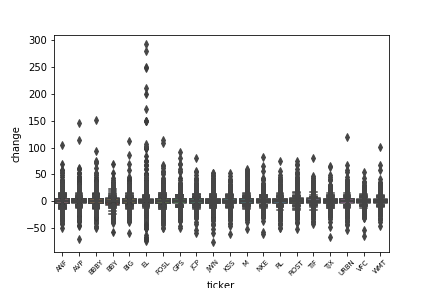 300
250
200
150
100
50
0
−50
change
ANF AVP BBBY BBY BIG EL FOSL GPS JCP JWN KSS M NKE RL ROST TIF TJX URBN VFC WMT
ticker